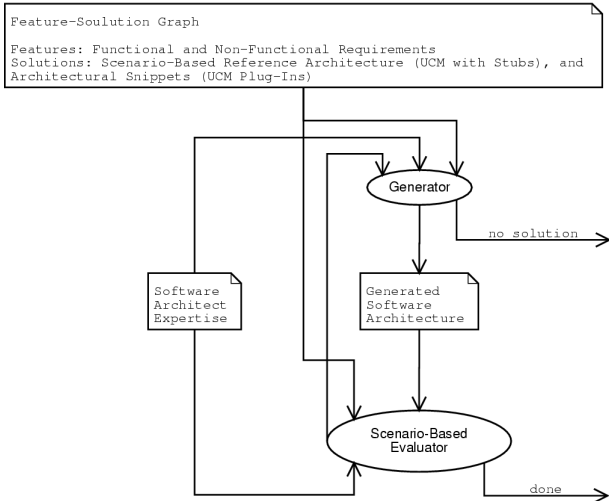 Feature-Soulution Graph
Features: Functional and Non-Functional Requirements
Solutions: Scenario-Based Reference Architecture (UCM with Stubs), and
Architectural Snippets (UCM Plug-Ins)
Generator
no solution
Software
Architect
Expertise
Generated
Software
Architecture
Scenario-Based
Evaluator
done